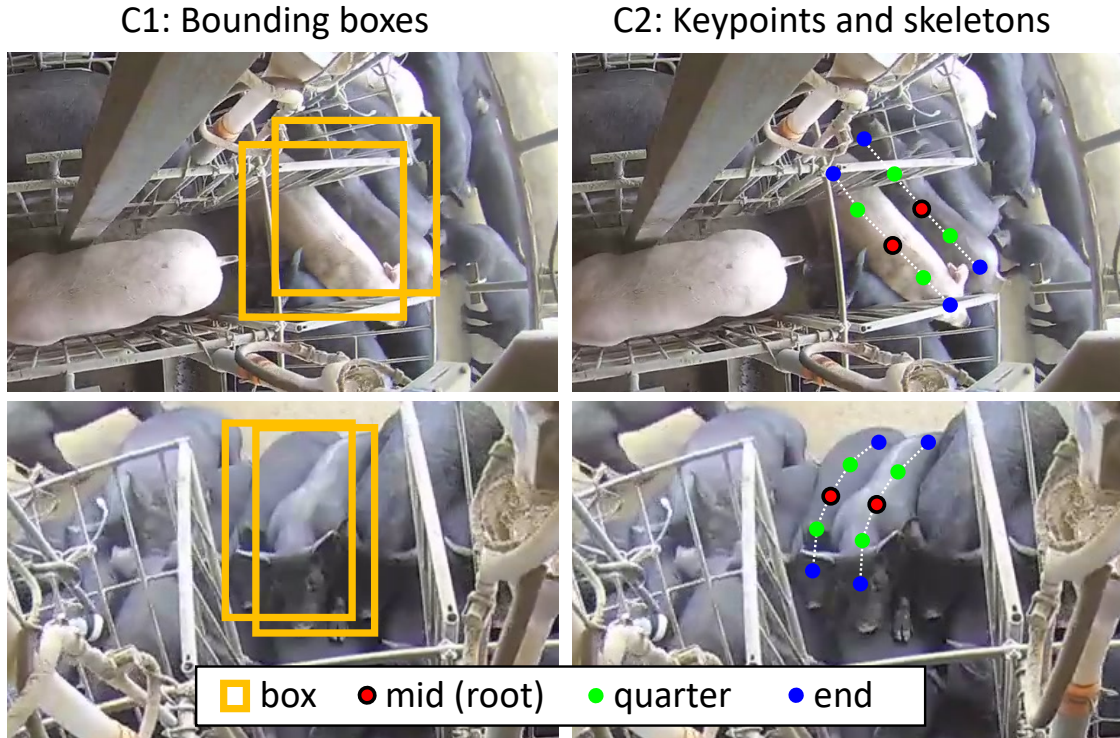 C1: Bounding boxes
C2: Keypoints and skeletons
box mid (root) quarter end